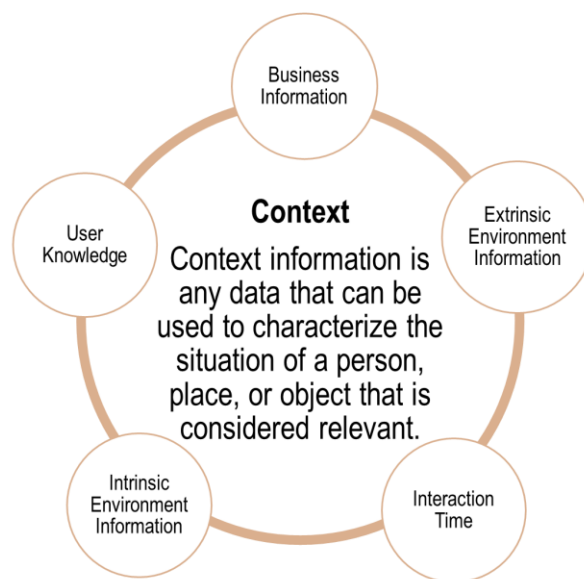 Business
Information
User
Knowledge
Context
Context information is
any data that can be
used to characterize the
situation of a person,
place, or object that is
considered relevant.
Extrinsic
Environment
Information
Intrinsic
Environment
Information
Interaction
Time